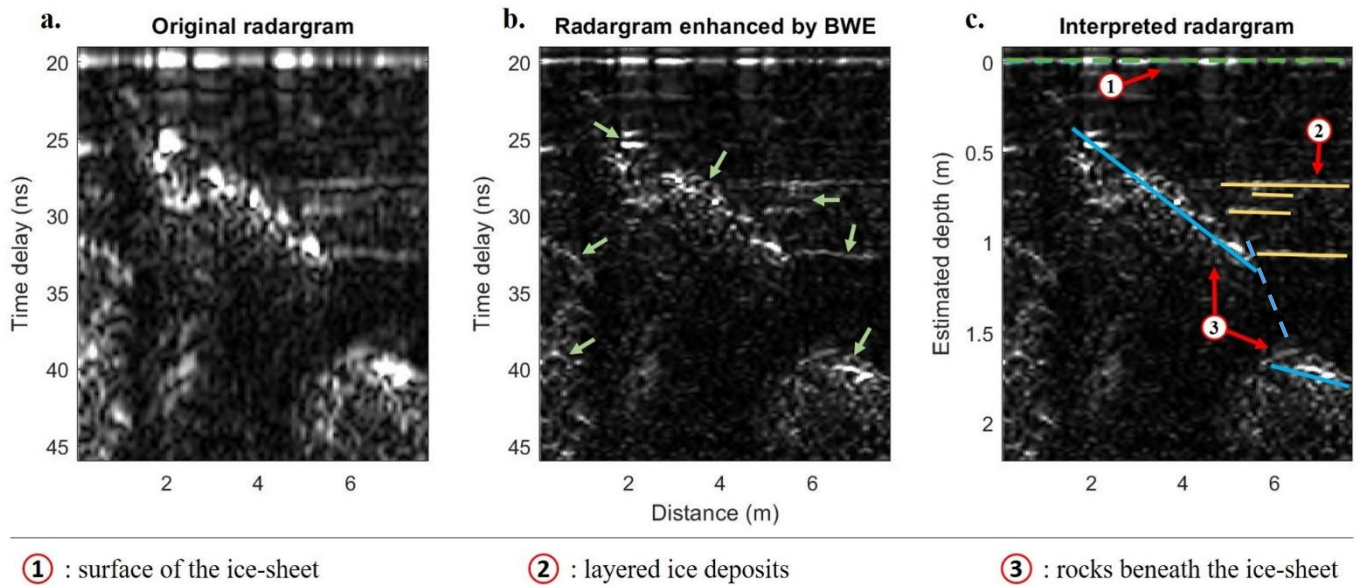 a. Original radargram
b. Radargram enhanced by BWE
c. Interpreted radargram
Time delay (ns)
20
25
30
35
40
45
2
4
6
Time delay (ns)
20
25
30
35
40
45
2
4
6
Distance (m)
Estimated depth (m)
0
0.5
1
1.5
2
2
4
6
1
2
3
1 : surface of the ice-sheet
2 : layered ice deposits
3 : rocks beneath the ice-sheet